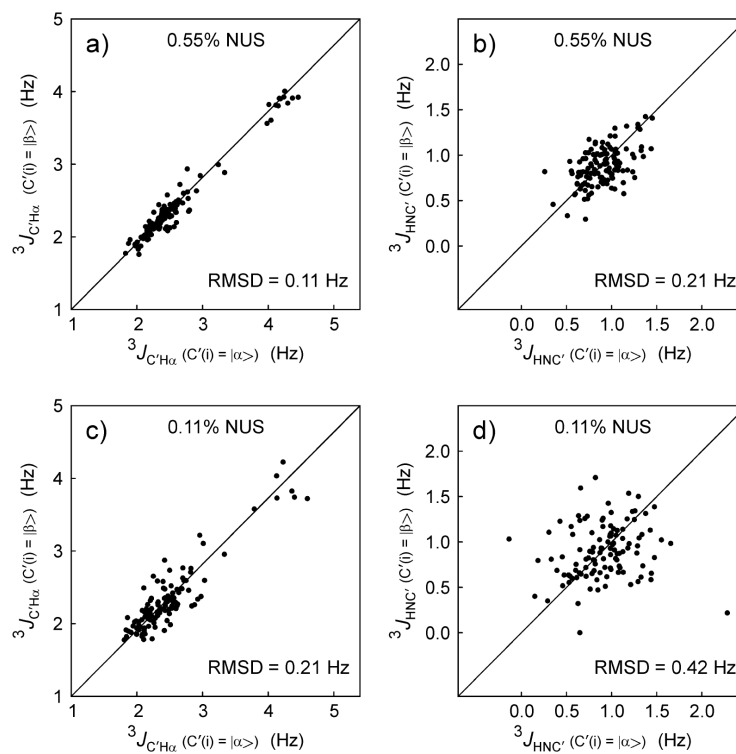 a)
0.55% NUS
5
4
3
2
1
³J_C′Hα (C′(i) = |β>) (Hz)
RMSD = 0.11 Hz
1 2 3 4 5
³J_C′Hα (C′(i) = |α>) (Hz)
b)
0.55% NUS
2.0
1.5
1.0
0.5
0.0
³J_HNC′ (C′(i) = |β>) (Hz)
RMSD = 0.21 Hz
0.0 0.5 1.0 1.5 2.0
³J_HNC′ (C′(i) = |α>) (Hz)
c)
0.11% NUS
5
4
3
2
1
³J_C′Hα (C′(i) = |β>) (Hz)
RMSD = 0.21 Hz
1 2 3 4 5
³J_C′Hα (C′(i) = |α>) (Hz)
d)
0.11% NUS
2.0
1.5
1.0
0.5
0.0
³J_HNC′ (C′(i) = |β>) (Hz)
RMSD = 0.42 Hz
0.0 0.5 1.0 1.5 2.0
³J_HNC′ (C′(i) = |α>) (Hz)